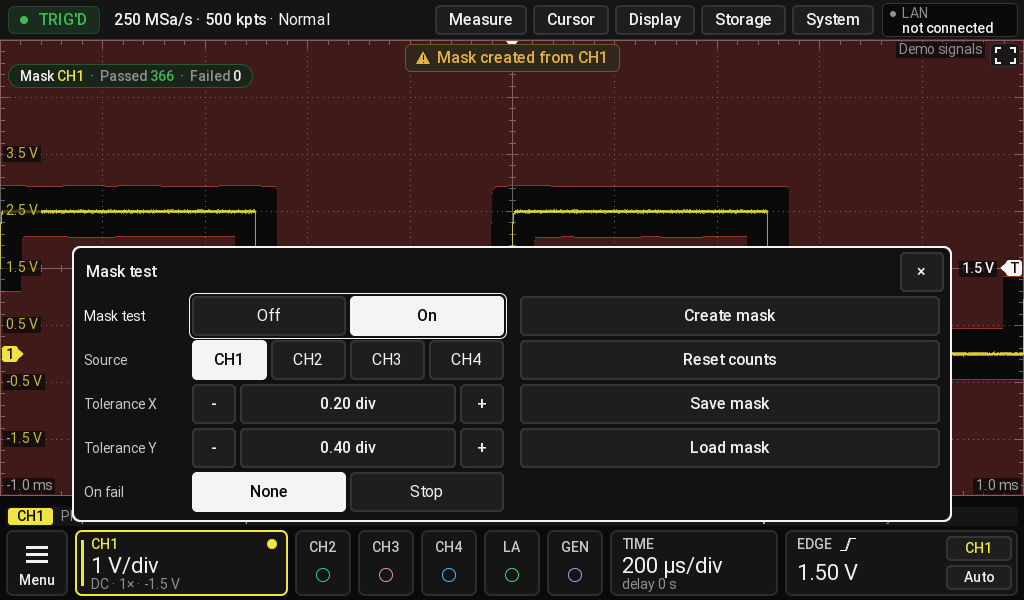 TRIG'D
250 MSa/s · 500 kpts · Normal
Measure
Cursor
Display
Storage
System
LAN
not connected
Mask created from CH1
Demo signals
Mask CH1 · Passed 366 · Failed 0
3.5 V
2.5 V
1.5 V
0.5 V
-0.5 V
-1.5 V
-1.0 ms
1.0 ms
1.5 V
T
1
Mask test
×
Mask test
Off
On
Create mask
Source
CH1
CH2
CH3
CH4
Reset counts
Tolerance X
-
0.20 div
+
Save mask
Tolerance Y
-
0.40 div
+
Load mask
On fail
None
Stop
CH1
Menu
CH1
1 V/div
DC · 1× · -1.5 V
CH2
CH3
CH4
LA
GEN
TIME
200 µs/div
delay 0 s
EDGE
1.50 V
CH1
Auto